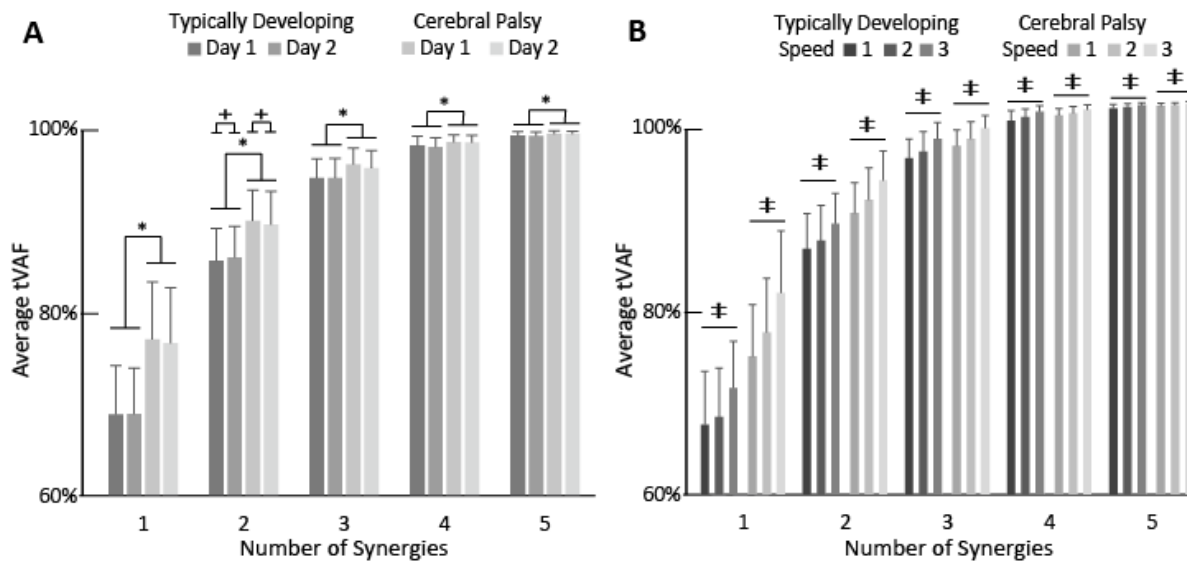 A
Typically Developing
Cerebral Palsy
Day 1 Day 2 Day 1 Day 2
Average tVAF
100%
80%
60%
+ +
* * * * *
1 2 3 4 5
Number of Synergies
B
Typically Developing
Cerebral Palsy
Speed 1 2 3 Speed 1 2 3
Average tVAF
100%
80%
60%
ǂ ǂ ǂ ǂ ǂ ǂ ǂ ǂ ǂ ǂ
1 2 3 4 5
Number of Synergies